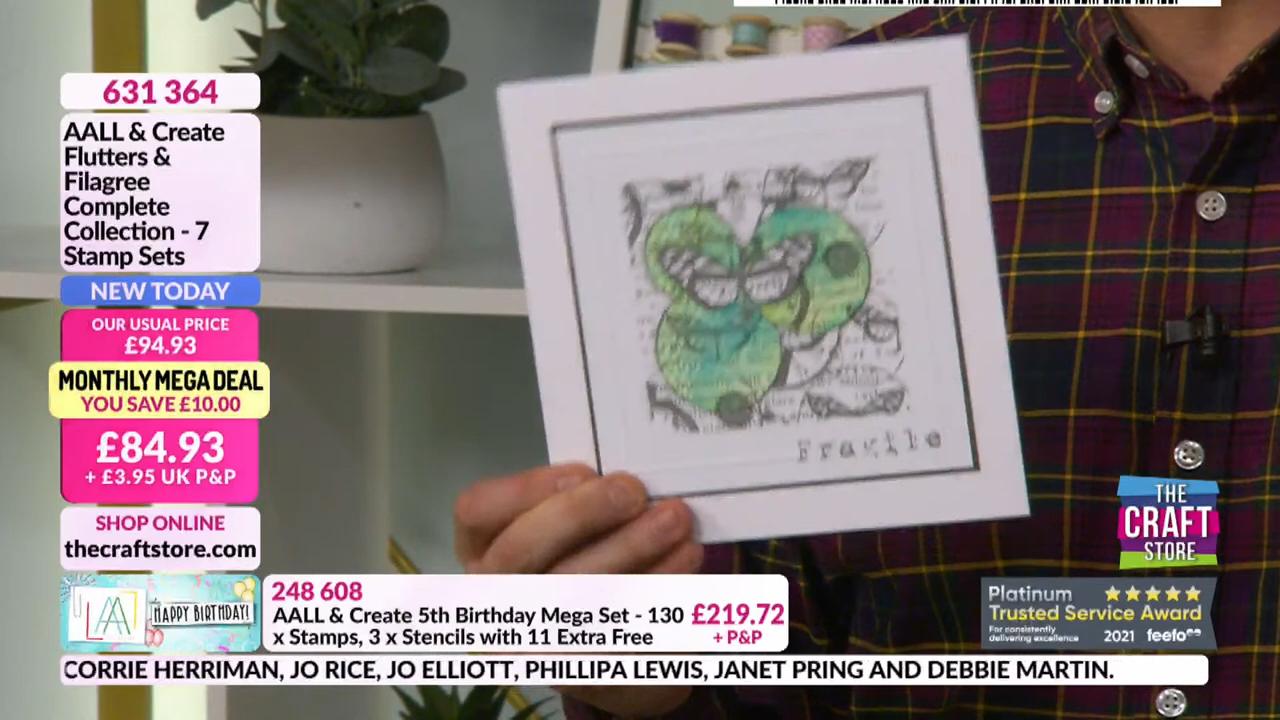 631 364
AALL & Create
Flutters &
Filagree
Complete
Collection - 7
Stamp Sets
NEW TODAY
OUR USUAL PRICE
£94.93
MONTHLY MEGA DEAL
YOU SAVE £10.00
£84.93
+ £3.95 UK P&P
SHOP ONLINE
thecraftstore.com
Fragile
THE
CRAFT
STORE
HAPPY BIRTHDAY!
248 608
AALL & Create 5th Birthday Mega Set - 130
x Stamps, 3 x Stencils with 11 Extra Free
£219.72
+ P&P
Platinum
Trusted Service Award
For consistently
delivering excellence
2021 feefo
CORRIE HERRIMAN, JO RICE, JO ELLIOTT, PHILLIPA LEWIS, JANET PRING AND DEBBIE MARTIN.